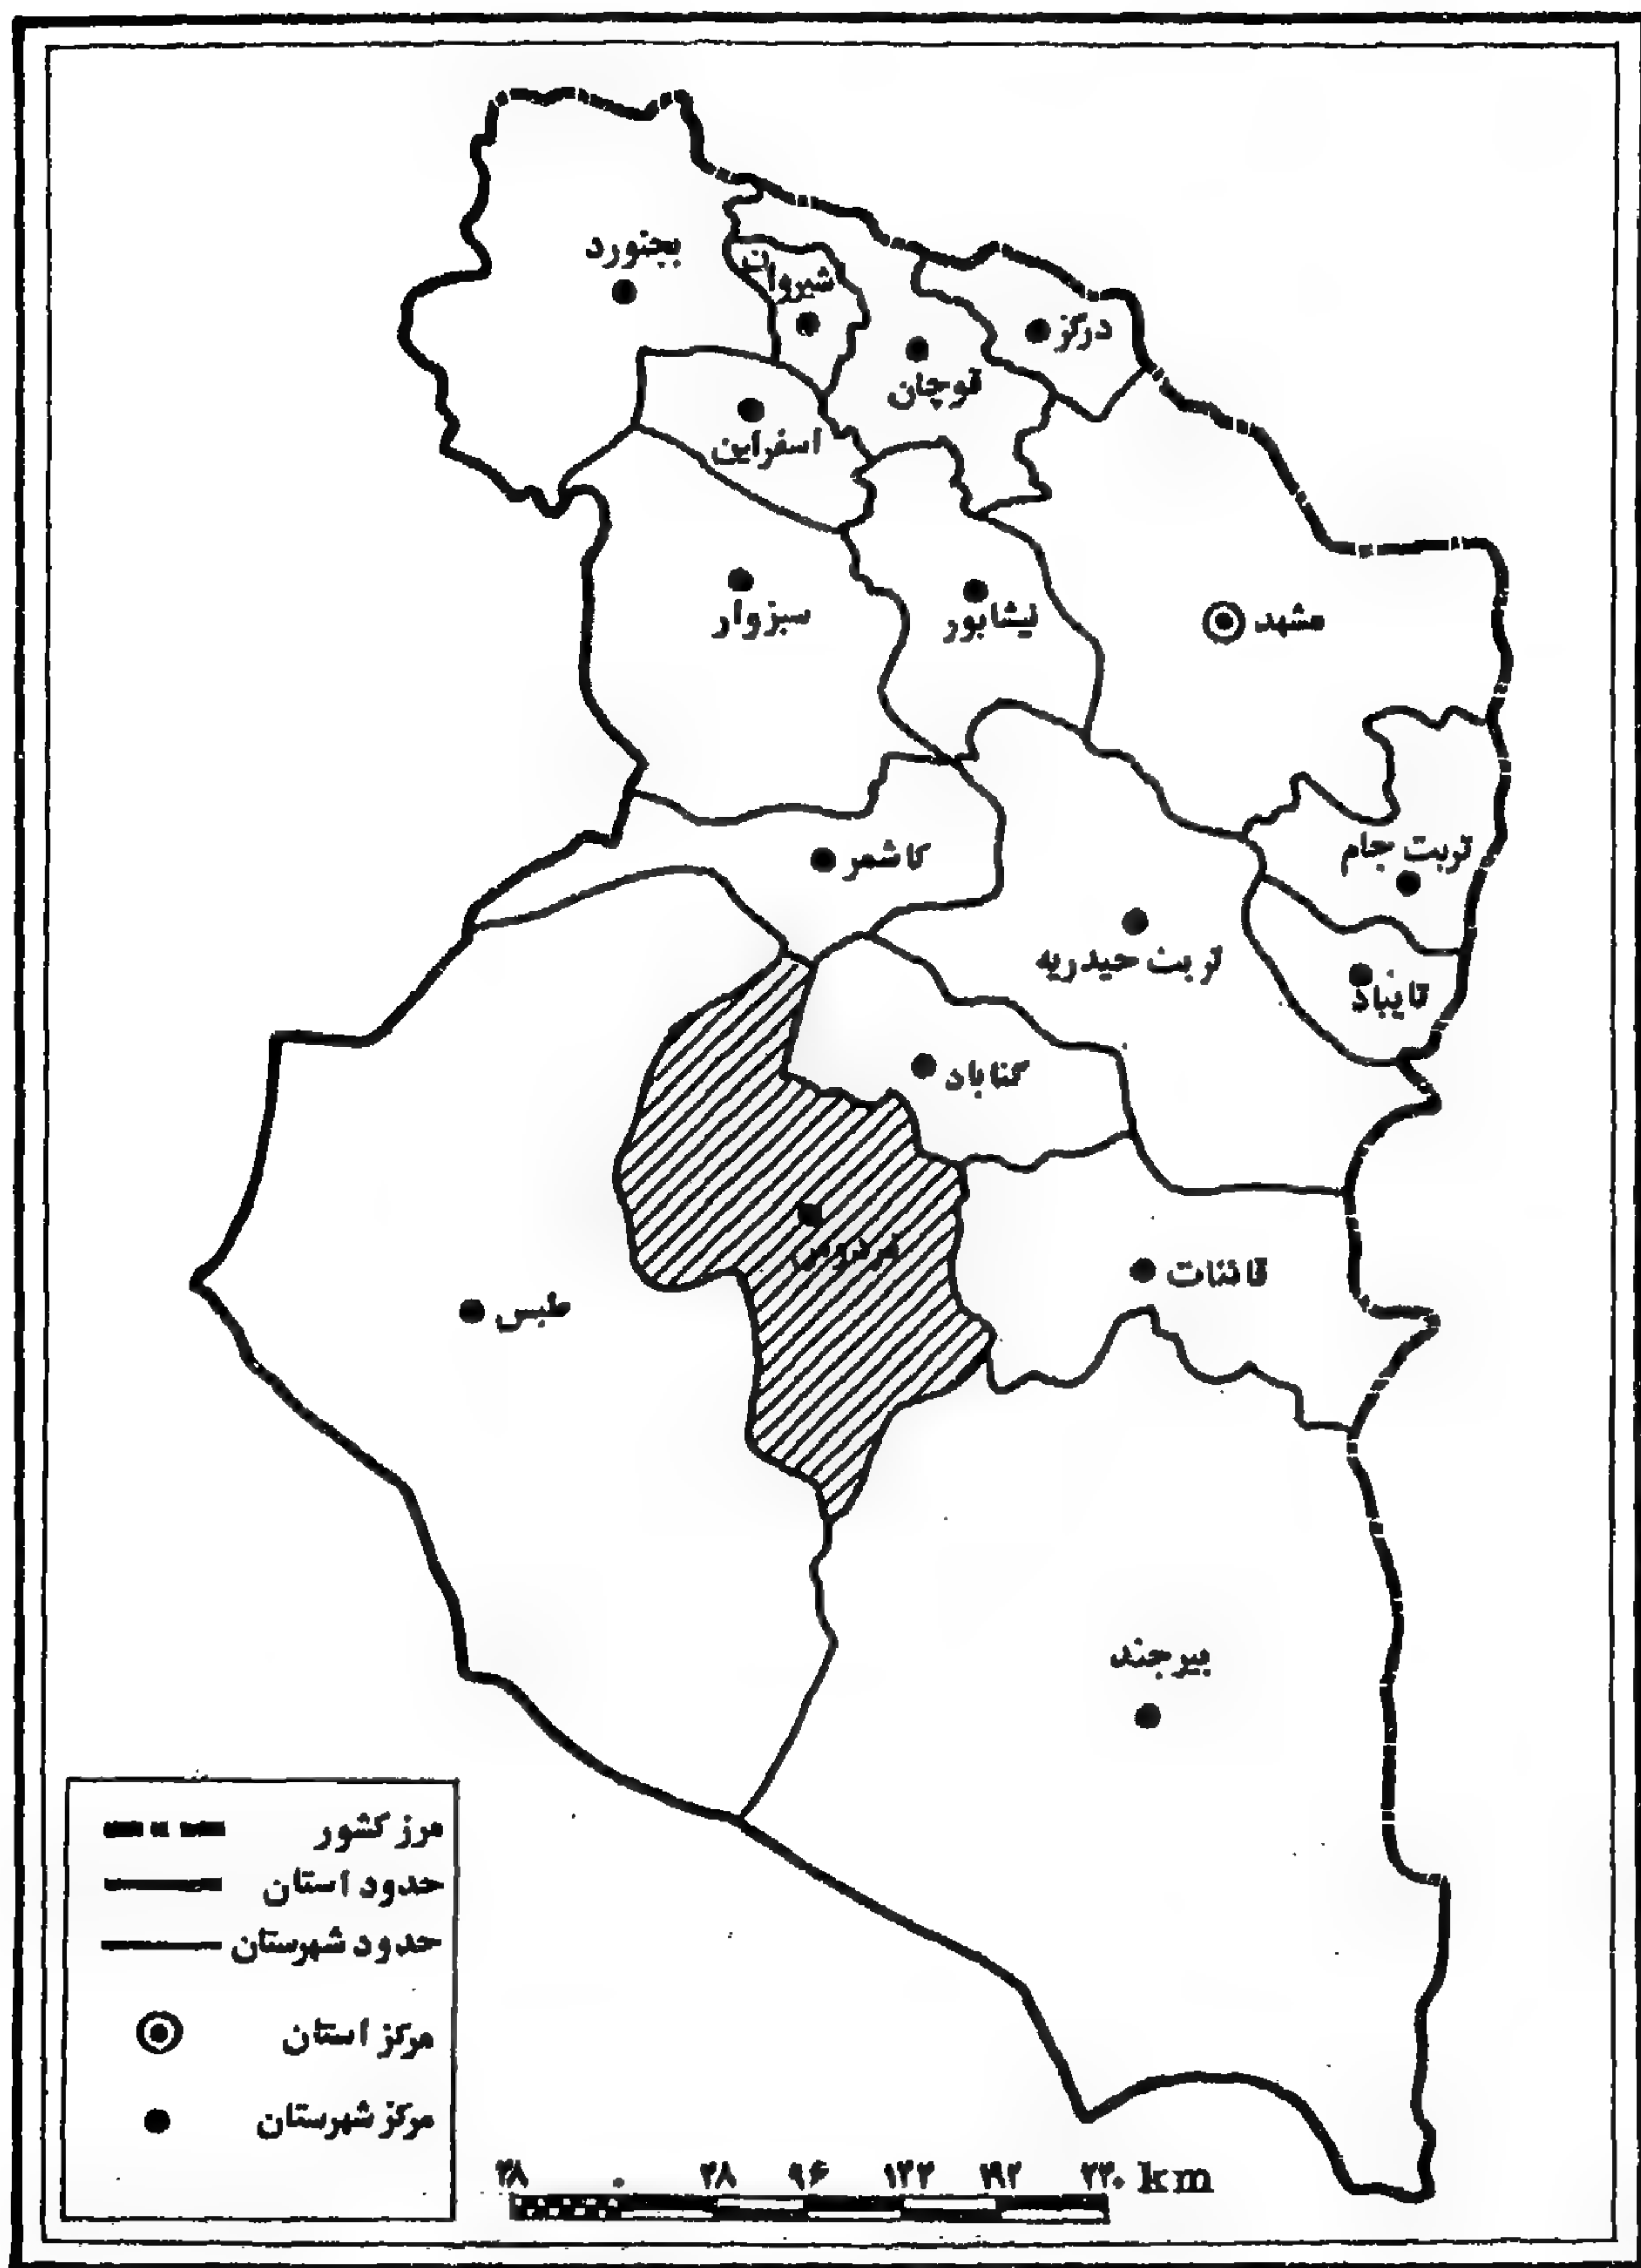 بجنورد
شیروان
درگز
قوچان
اسفراین
سبزوار
نیشابور
مشهد
کاشمر
تربت جام
تربت حیدریه
تایباد
گناباد
فردوس
قائنات
طبس
بیرجند
مرز کشور
حدود استان
حدود شهرستان
مرکز استان
مرکز شهرستان
۴۸ ۰ ۴۸ ۹۶ ۱۴۴ ۱۹۲ ۲۴۰ km